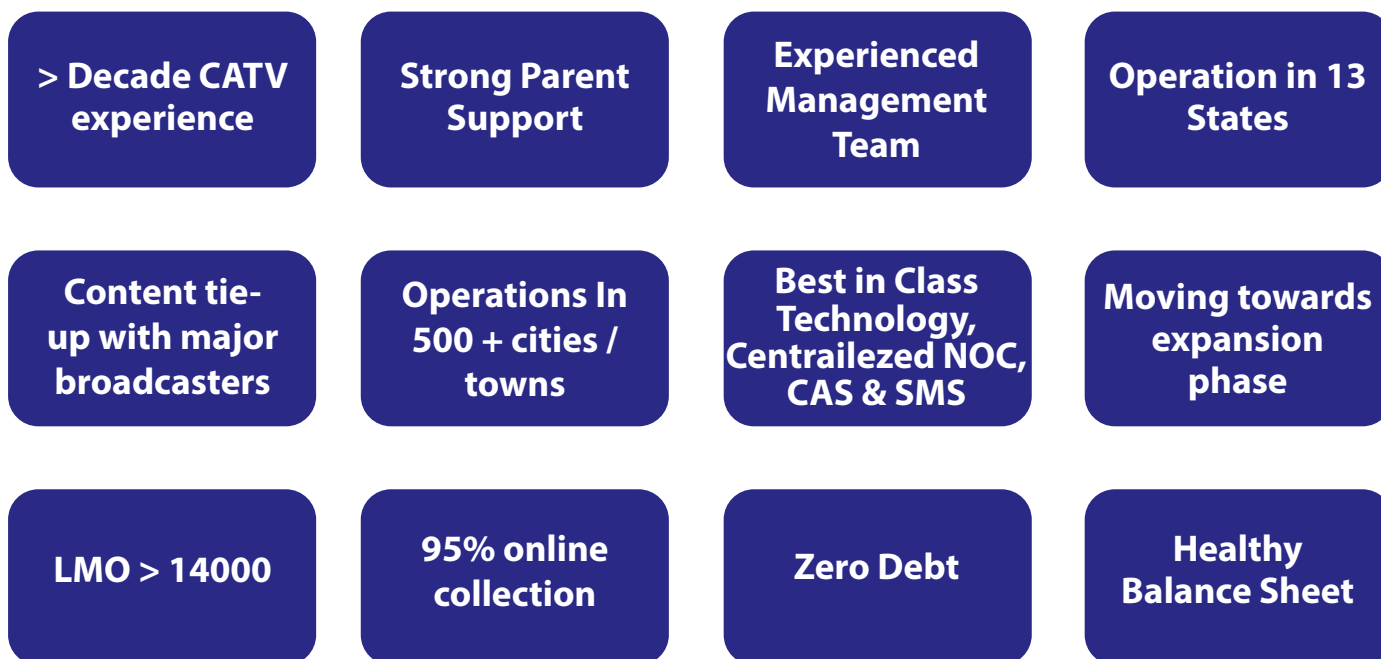 > Decade CATV
experience
Strong Parent
Support
Experienced
Management
Team
Operation in 13
States
Content tie-
up with major
broadcasters
Operations In
500 + cities /
towns
Best in Class
Technology,
Centrailezed NOC,
CAS & SMS
Moving towards
expansion
phase
LMO > 14000
95% online
collection
Zero Debt
Healthy
Balance Sheet